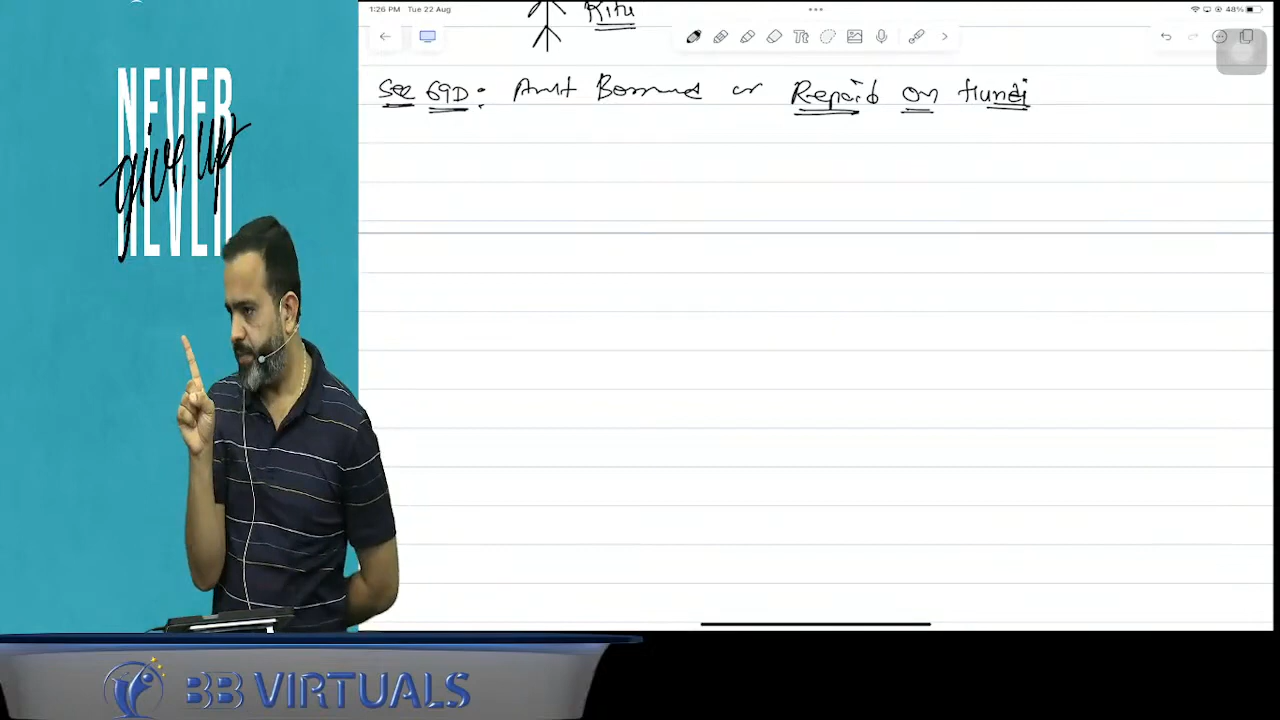 1:26 PM Tue 22 Aug
48%
Ritu
Tt
Sec 69D: Amt Borrowed or Repaid on Hundi
NEVER
give up
NEVER
BB VIRTUALS